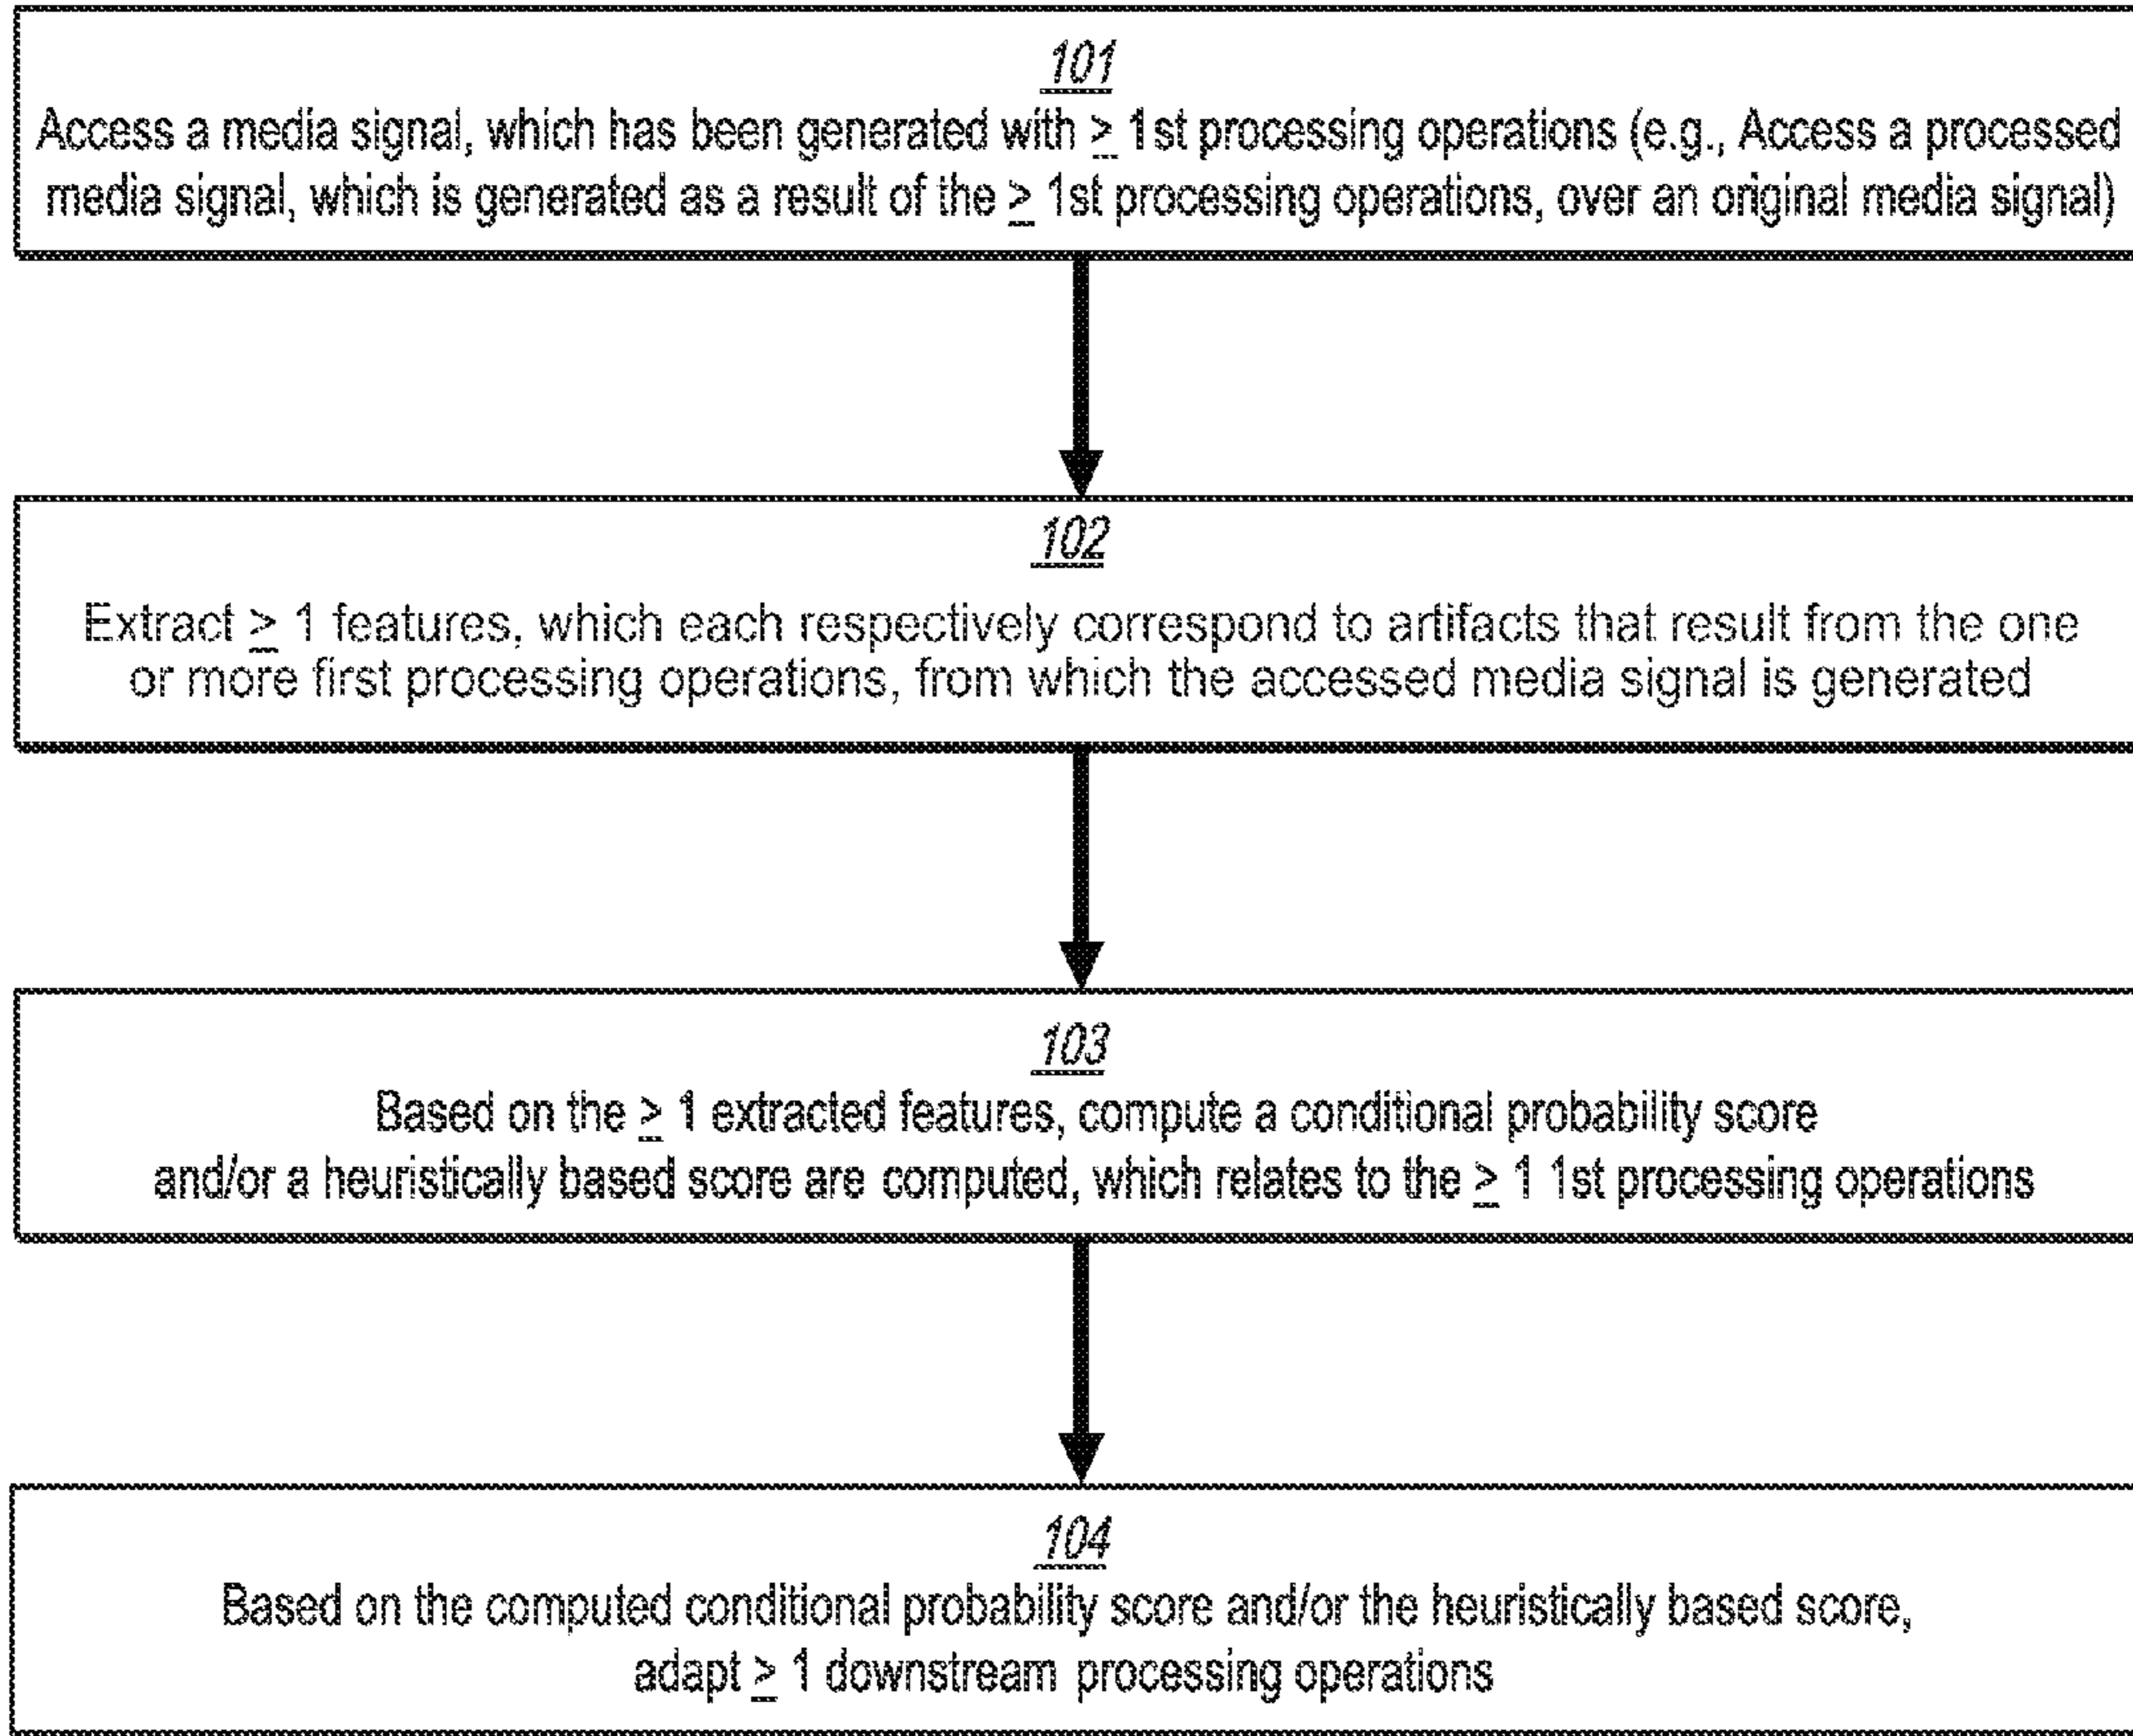 101
Access a media signal, which has been generated with ≥ 1st processing operations (e.g., Access a processed
media signal, which is generated as a result of the ≥ 1st processing operations, over an original media signal)
102
Extract ≥ 1 features, which each respectively correspond to artifacts that result from the one
or more first processing operations, from which the accessed media signal is generated
103
Based on the ≥ 1 extracted features, compute a conditional probability score
and/or a heuristically based score are computed, which relates to the ≥ 1 1st processing operations
104
Based on the computed conditional probability score and/or the heuristically based score,
adapt ≥ 1 downstream processing operations